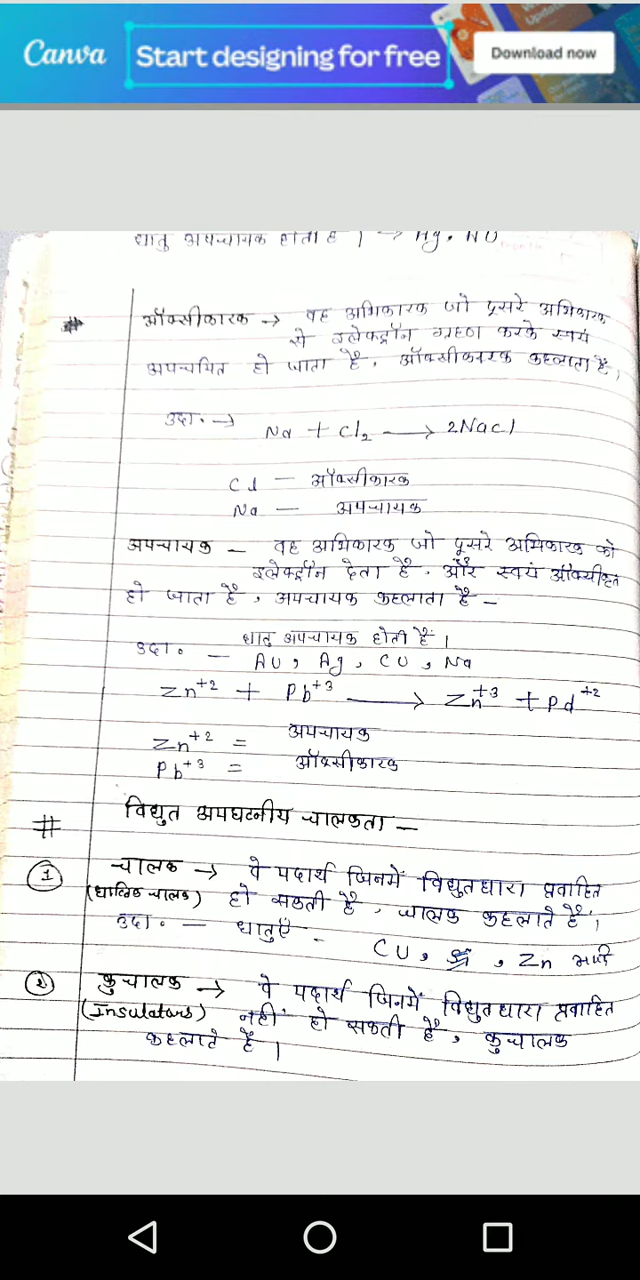 Canva
Start designing for free
Download now
धातु अपचायक होता है । → Ag, NU
# ऑक्सीकारक → वह अभिकारक जो दूसरे अभिकारक
से इलेक्ट्रॉन ग्रहण करके स्वयं
अपचयित हो जाता है, ऑक्सीकारक कहलाता है,
उदा. → Na + Cl₂ → 2NaCl
Cl — ऑक्सीकारक
Na — अपचायक
अपचायक — वह अभिकारक जो दूसरे अभिकारक को
इलेक्ट्रॉन देता है, और स्वयं ऑक्सीकृत
हो जाता है, अपचायक कहलाता है -
उदा. — धातु अपचायक होती है ।
AU, Ag, CU, Na
Zn⁺² + Pb⁺³ → Zn⁺³ + Pd⁺²
Zn⁺² = अपचायक
Pb⁺³ = ऑक्सीकारक
# विद्युत अपघटनीय चालकता —
① चालक → वे पदार्थ जिनमें विद्युतधारा प्रवाहित
(धात्विक चालक) हो सकती है, चालक कहलाते हैं,
उदा. — धातुएँ - CU, , Zn आदि
② कुचालक → वे पदार्थ जिनमें विद्युतधारा प्रवाहित
(Insulators) नहीं हो सकती है, कुचालक
कहलाते है ।